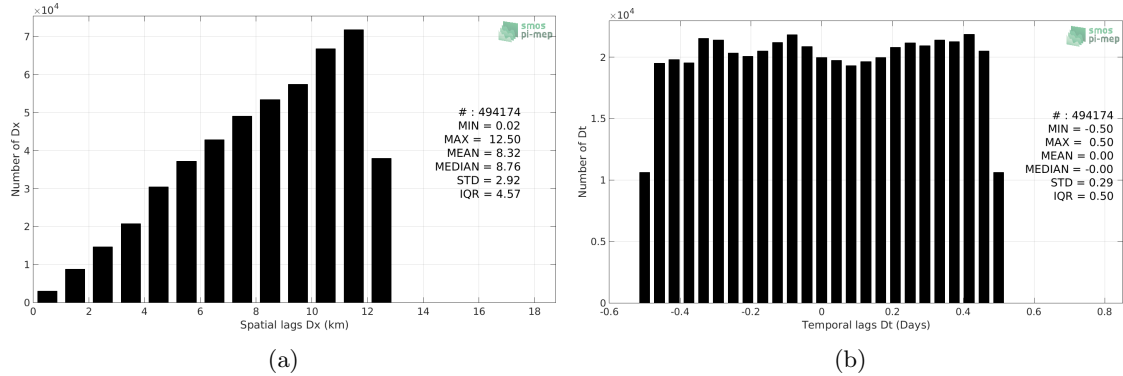 ×10⁴
7
6
5
4
3
2
1
0
Number of Dx
smos
pi-mep
# : 494174
MIN = 0.02
MAX = 12.50
MEAN = 8.32
MEDIAN = 8.76
STD = 2.92
IQR = 4.57
0 2 4 6 8 10 12 14 16 18
Spatial lags Dx (km)
(a)
×10⁴
2
1.5
1
0.5
0
Number of Dt
smos
pi-mep
# : 494174
MIN = -0.50
MAX = 0.50
MEAN = 0.00
MEDIAN = -0.00
STD = 0.29
IQR = 0.50
-0.6 -0.4 -0.2 0 0.2 0.4 0.6 0.8
Temporal lags Dt (Days)
(b)